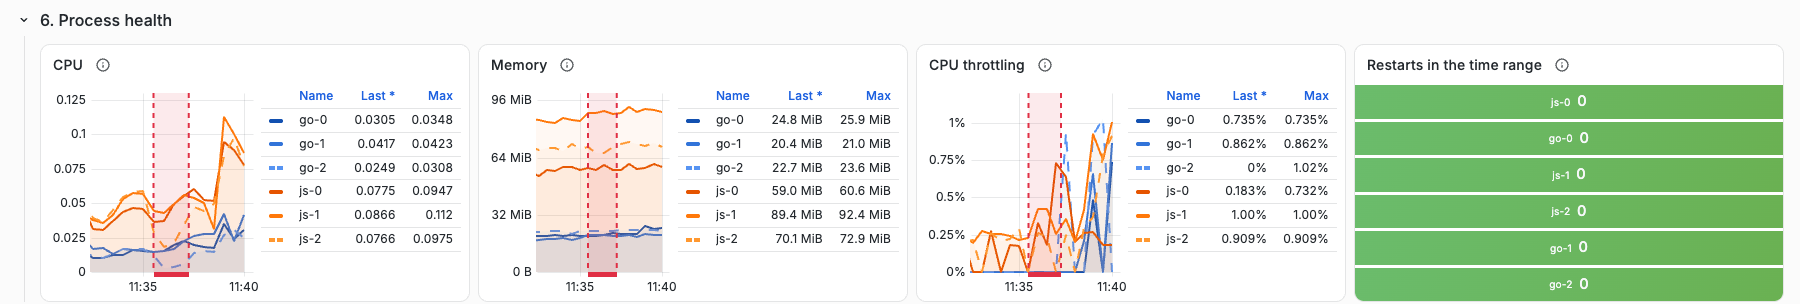 6. Process health
CPU
0.125
0.1
0.075
0.05
0.025
0
11:35 11:40
Name Last * Max
go-0 0.0305 0.0348
go-1 0.0417 0.0423
go-2 0.0249 0.0308
js-0 0.0775 0.0947
js-1 0.0866 0.112
js-2 0.0766 0.0975
Memory
96 MiB
64 MiB
32 MiB
0 B
11:35 11:40
Name Last * Max
go-0 24.8 MiB 25.9 MiB
go-1 20.4 MiB 21.0 MiB
go-2 22.7 MiB 23.6 MiB
js-0 59.0 MiB 60.6 MiB
js-1 89.4 MiB 92.4 MiB
js-2 70.1 MiB 72.9 MiB
CPU throttling
1%
0.75%
0.5%
0.25%
0%
11:35 11:40
Name Last * Max
go-0 0.735% 0.735%
go-1 0.862% 0.862%
go-2 0% 1.02%
js-0 0.183% 0.732%
js-1 1.00% 1.00%
js-2 0.909% 0.909%
Restarts in the time range
js-0 0
go-0 0
js-1 0
js-2 0
go-1 0
go-2 0